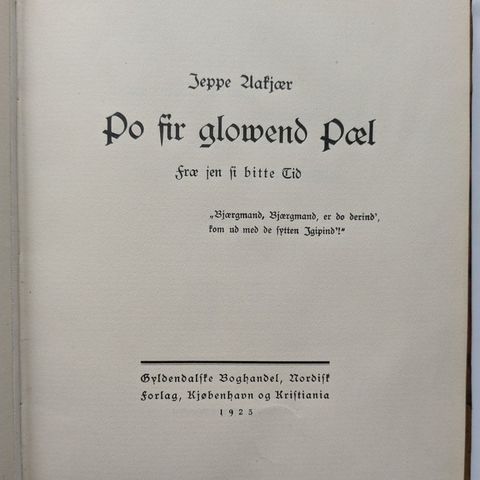 Jeppe Aakjær
Po fir glowend Pæl
Fræ jen si bitte Tid
„Bjærgmand, Bjærgmand, er do derind',
kom ud med de sytten Igipind'!"
Gyldendalske Boghandel, Nordisk
Forlag, Kjøbenhavn og Kristiania
1925